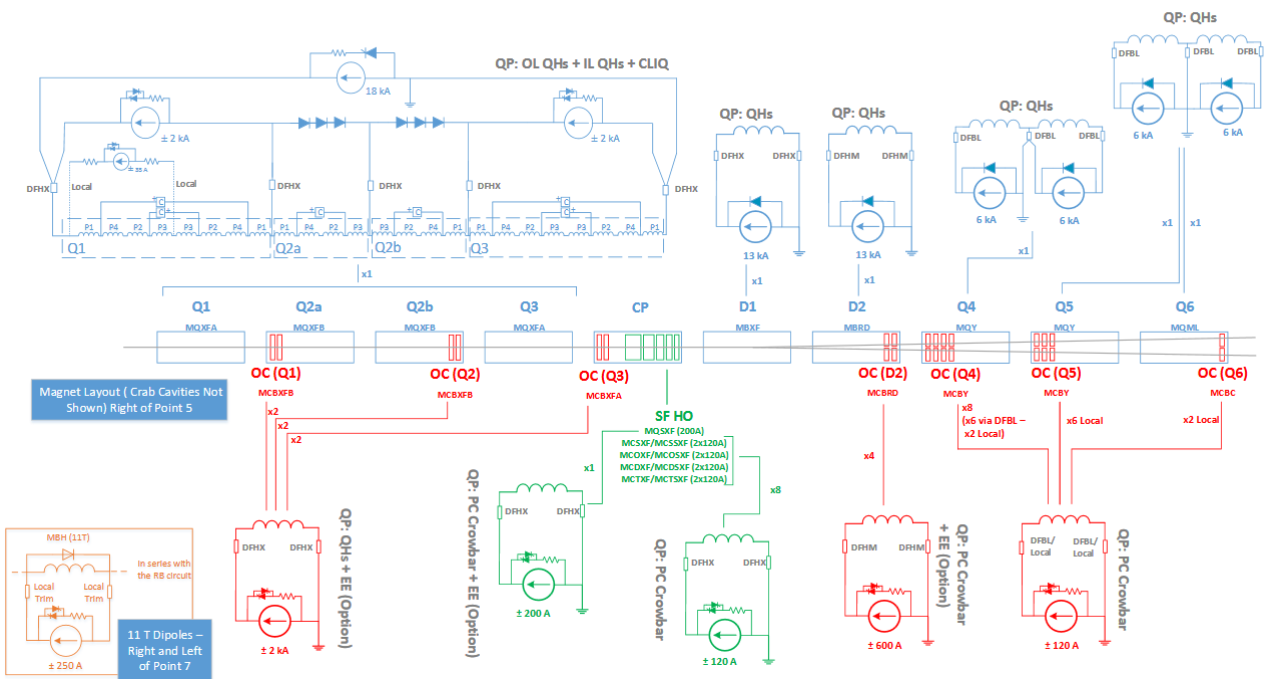 QP: QHs
DFBL
DFBL
DFBL
6 kA
6 kA
QP: OL QHs + IL QHs + CLIQ
18 kA
± 2 kA
± 2 kA
± 35 A
DFHX
Local
Local
DFHX
DFHX
DFHX
DFHX
C
C
C
C
C
C
P1 P4 P2 P3 P3 P2 P4 P1
P1 P4 P2 P3
P3 P2 P4 P1
P1 P4 P2 P3 P3 P2 P4 P1
Q1
Q2a
Q2b
Q3
x1
QP: QHs
DFHX
DFHX
13 kA
x1
QP: QHs
DFHM
DFHM
13 kA
x1
QP: QHs
DFBL
DFBL
DFBL
6 kA
6 kA
x1
x1
x1
Q1
Q2a
Q2b
Q3
CP
D1
D2
Q4
Q5
Q6
MQXFA
MQXFB
MQXFB
MQXFA
MBXF
MBRD
MQY
MQY
MQML
OC (Q1)
OC (Q2)
OC (Q3)
OC (D2)
OC (Q4)
OC (Q5)
OC (Q6)
MCBXFB
MCBXFB
MCBXFA
MCBRD
MCBY
MCBY
MCBC
Magnet Layout ( Crab Cavities Not
Shown) Right of Point 5
x2
x2
x2
SF HO
MQSXF (200A)
MCSXF/MCSSXF (2x120A)
MCOXF/MCOSXF (2x120A)
MCDXF/MCDSXF (2x120A)
MCTXF/MCTSXF (2x120A)
x1
x8
x4
x8
(x6 via DFBL –
x2 Local)
x6 Local
x2 Local
MBH (11T)
In series with
the RB circuit
Local
Trim
Local
Trim
± 250 A
11 T Dipoles –
Right and Left
of Point 7
DFHX
DFHX
± 2 kA
QP: QHs + EE (Option)
DFHX
DFHX
± 200 A
QP: PC Crowbar + EE (Option)
DFHX
DFHX
± 120 A
QP: PC Crowbar
DFHM
DFHM
± 600 A
QP: PC Crowbar
+ EE (Option)
DFBL/
Local
DFBL/
Local
± 120 A
QP: PC Crowbar